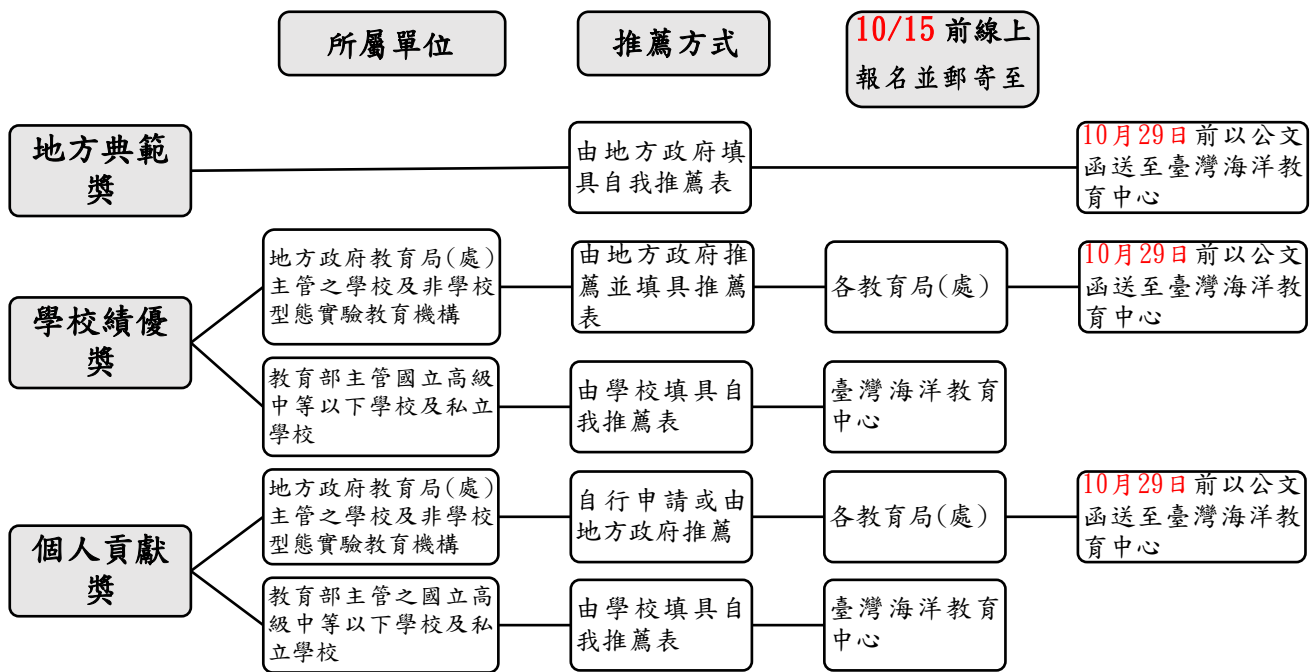 所屬單位
推薦方式
10/15 前線上
報名並郵寄至
地方典範
獎
由地方政府填
具自我推薦表
10月29日前以公文
函送至臺灣海洋教
育中心
學校績優
獎
地方政府教育局(處)
主管之學校及非學校
型態實驗教育機構
由地方政府推
薦並填具推薦
表
各教育局(處)
10月29日前以公文
函送至臺灣海洋教
育中心
教育部主管國立高級
中等以下學校及私立
學校
由學校填具自
我推薦表
臺灣海洋教育
中心
個人貢獻
獎
地方政府教育局(處)
主管之學校及非學校
型態實驗教育機構
自行申請或由
地方政府推薦
各教育局(處)
10月29日前以公文
函送至臺灣海洋教
育中心
教育部主管之國立高
級中等以下學校及私
立學校
由學校填具自
我推薦表
臺灣海洋教育
中心